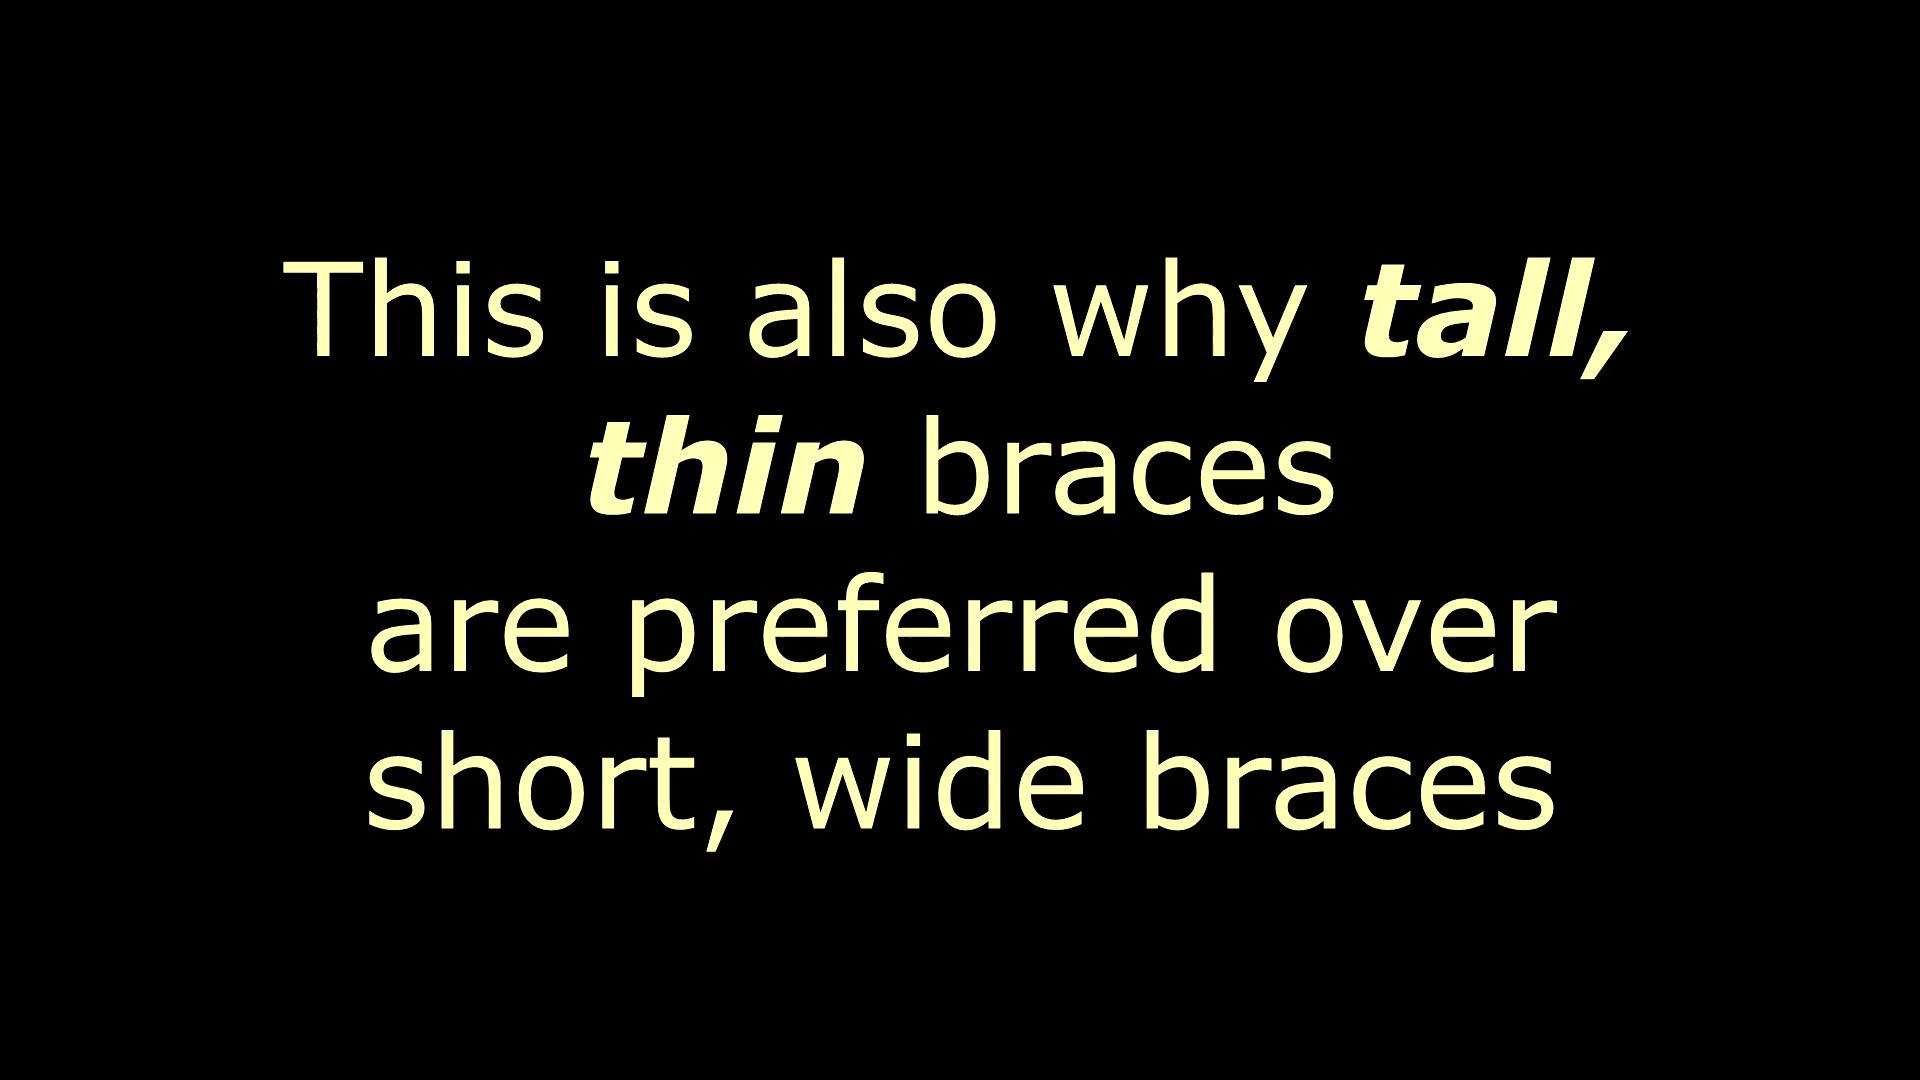 This is also why tall,
thin braces
are preferred over
short, wide braces